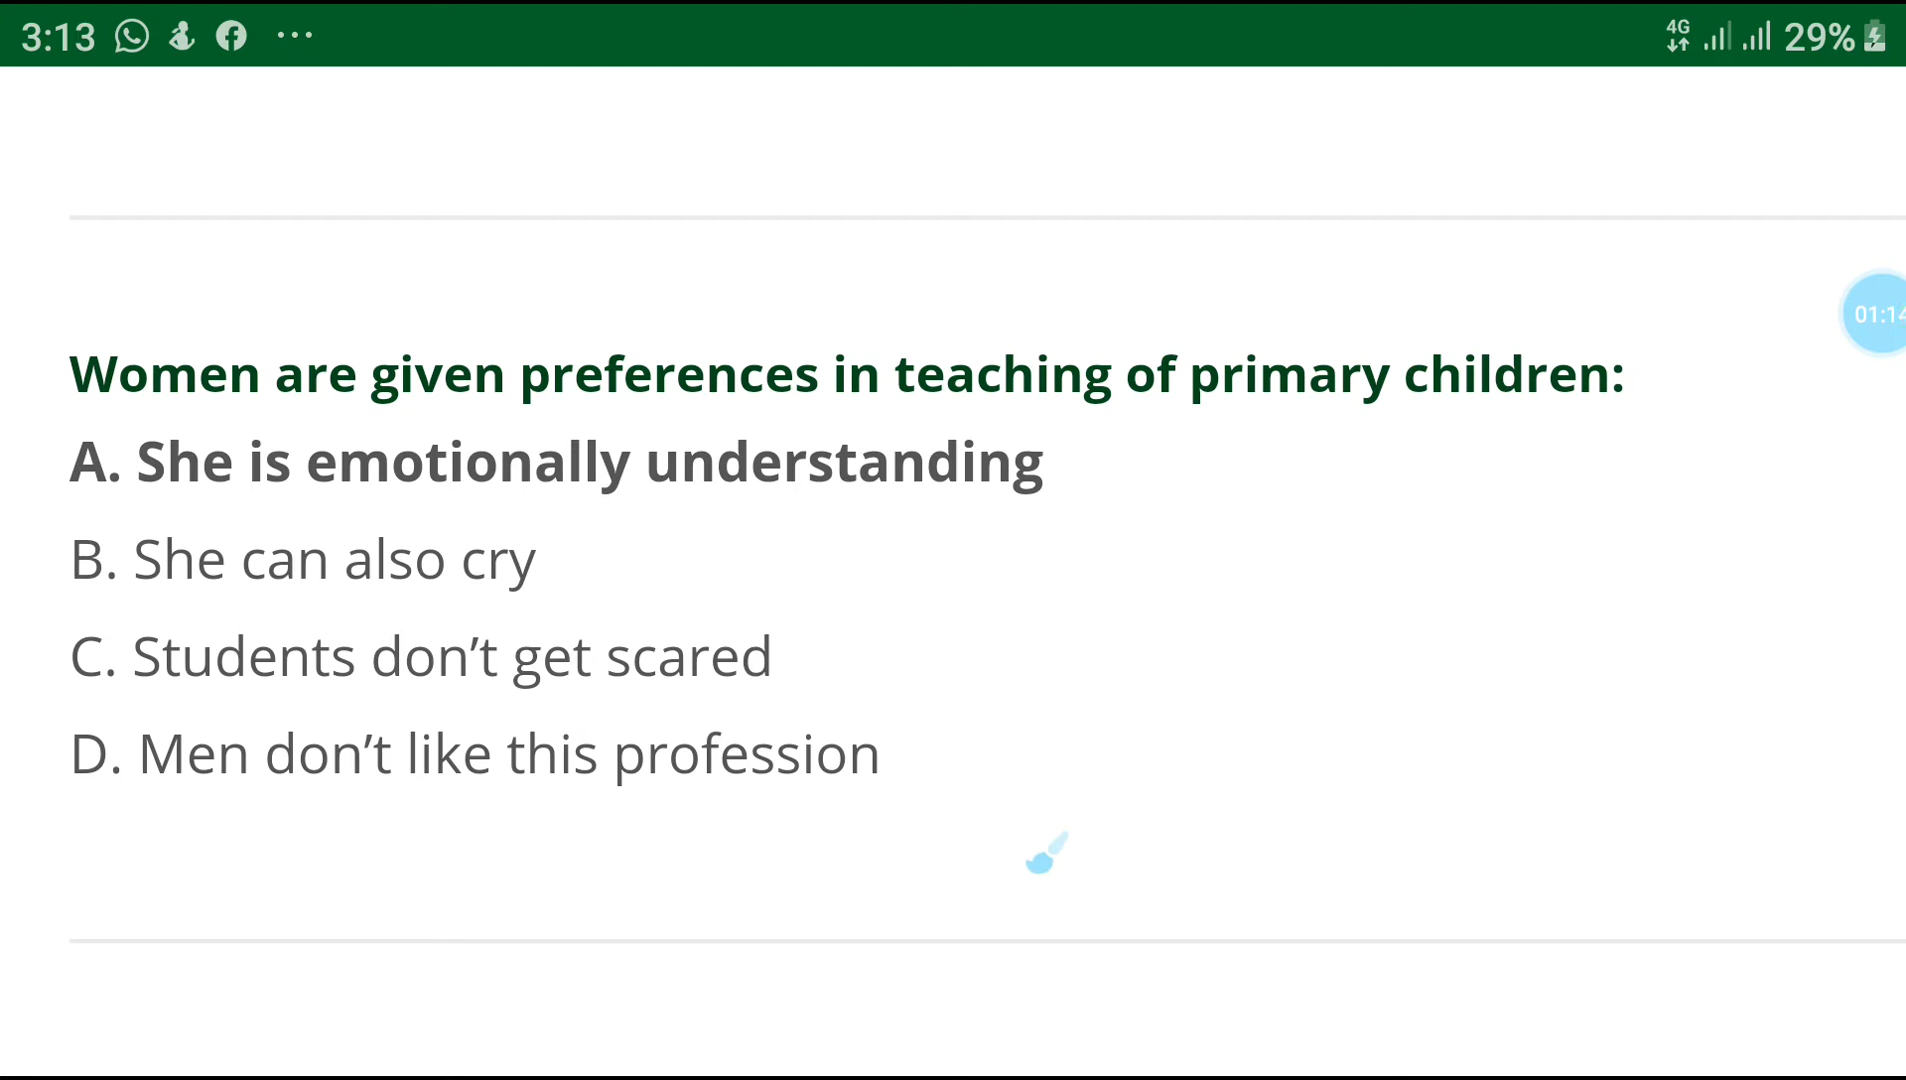 3:13 4G 29%
01:14
Women are given preferences in teaching of primary children:
A. She is emotionally understanding
B. She can also cry
C. Students don’t get scared
D. Men don’t like this profession